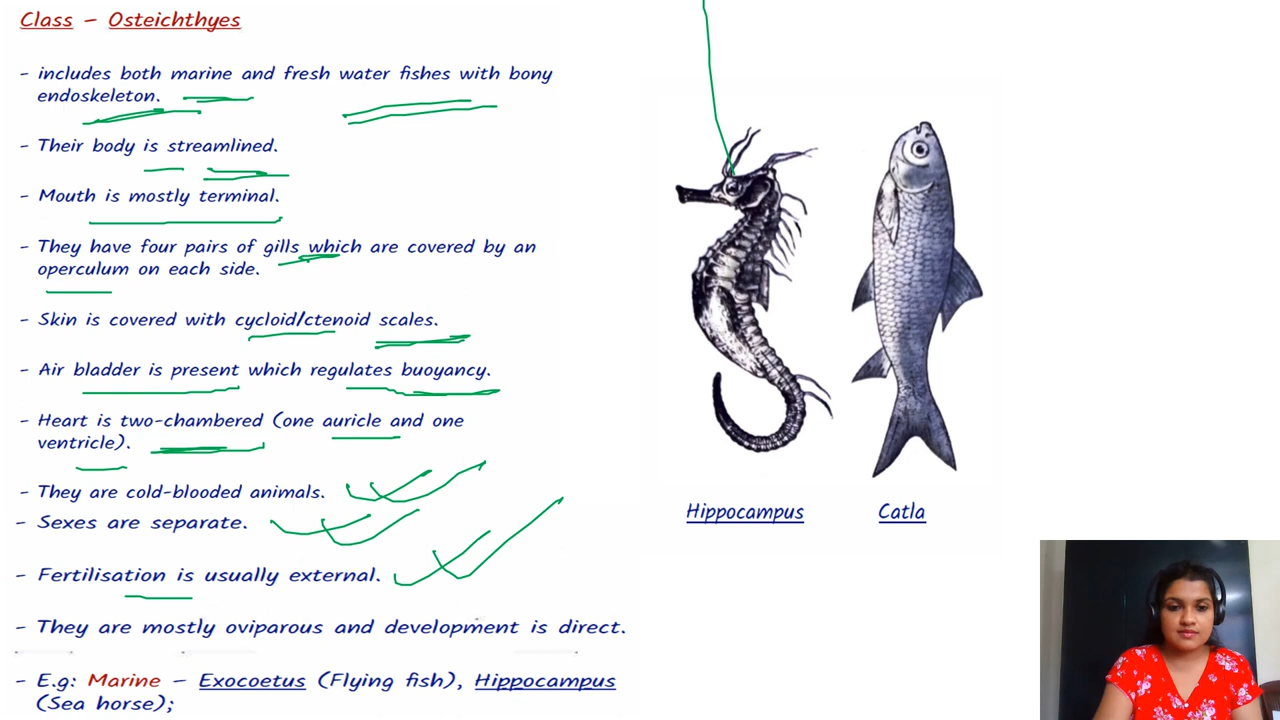 Class – Osteichthyes
- includes both marine and fresh water fishes with bony
endoskeleton.
- Their body is streamlined.
- Mouth is mostly terminal.
- They have four pairs of gills which are covered by an
operculum on each side.
- Skin is covered with cycloid/ctenoid scales.
- Air bladder is present which regulates buoyancy.
- Heart is two-chambered (one auricle and one
ventricle).
- They are cold-blooded animals.
- Sexes are separate.
- Fertilisation is usually external.
- They are mostly oviparous and development is direct.
- E.g: Marine – Exocoetus (Flying fish), Hippocampus
(Sea horse);
Hippocampus
Catla